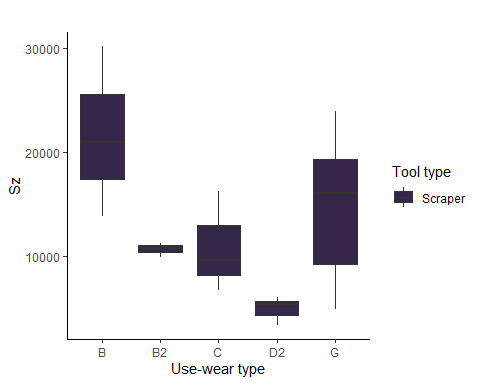 30000
20000
10000
Sz
B B2 C D2 G
Use-wear type
Tool type
Scraper